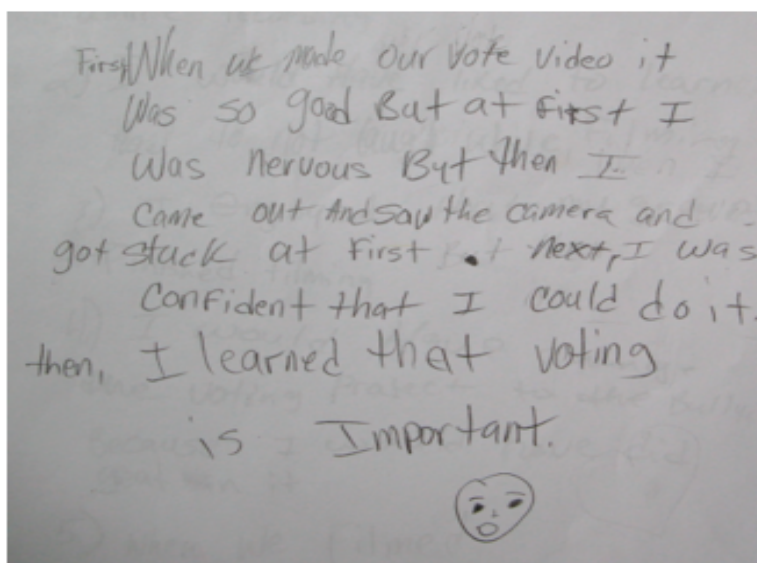 First, When we made our vote video it
Was so good But at first I
Was nervous But then I
Came out And saw the camera and
got stuck at first . next, I was
Confident that I could do it.
then, I learned that voting
is Important.